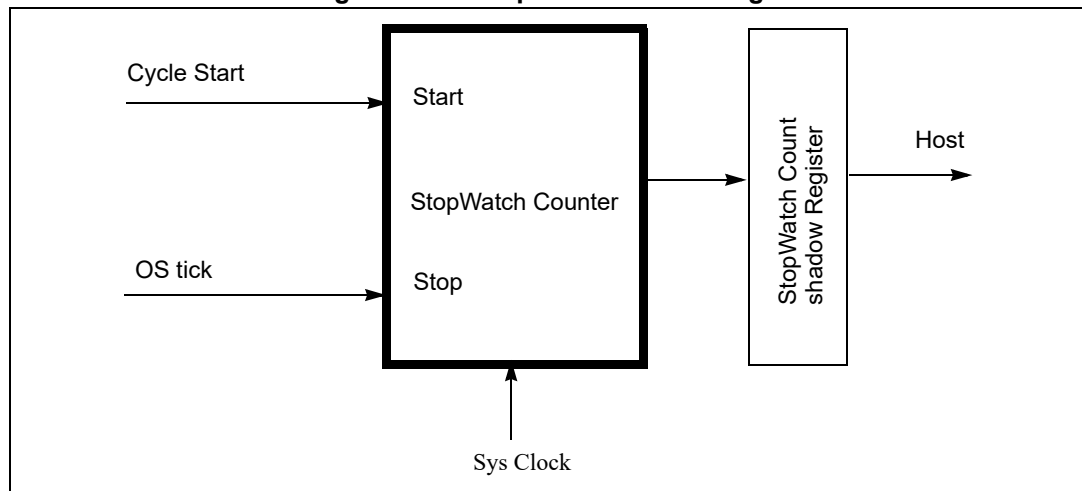 Cycle Start
Start
StopWatch Counter
OS tick
Stop
StopWatch Count
shadow Register
Host
Sys Clock